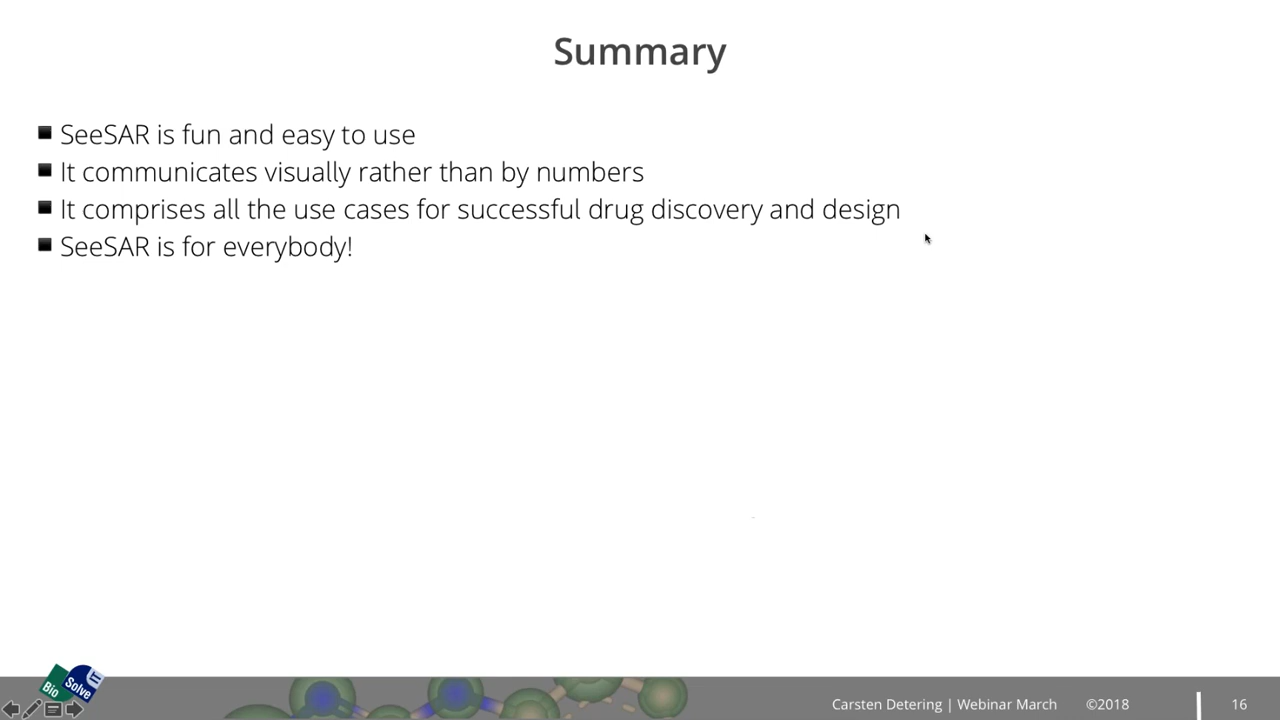 Summary
SeeSAR is fun and easy to use
It communicates visually rather than by numbers
It comprises all the use cases for successful drug discovery and design
SeeSAR is for everybody!
Bio
Solve
IT
Carsten Detering | Webinar March ©2018 16